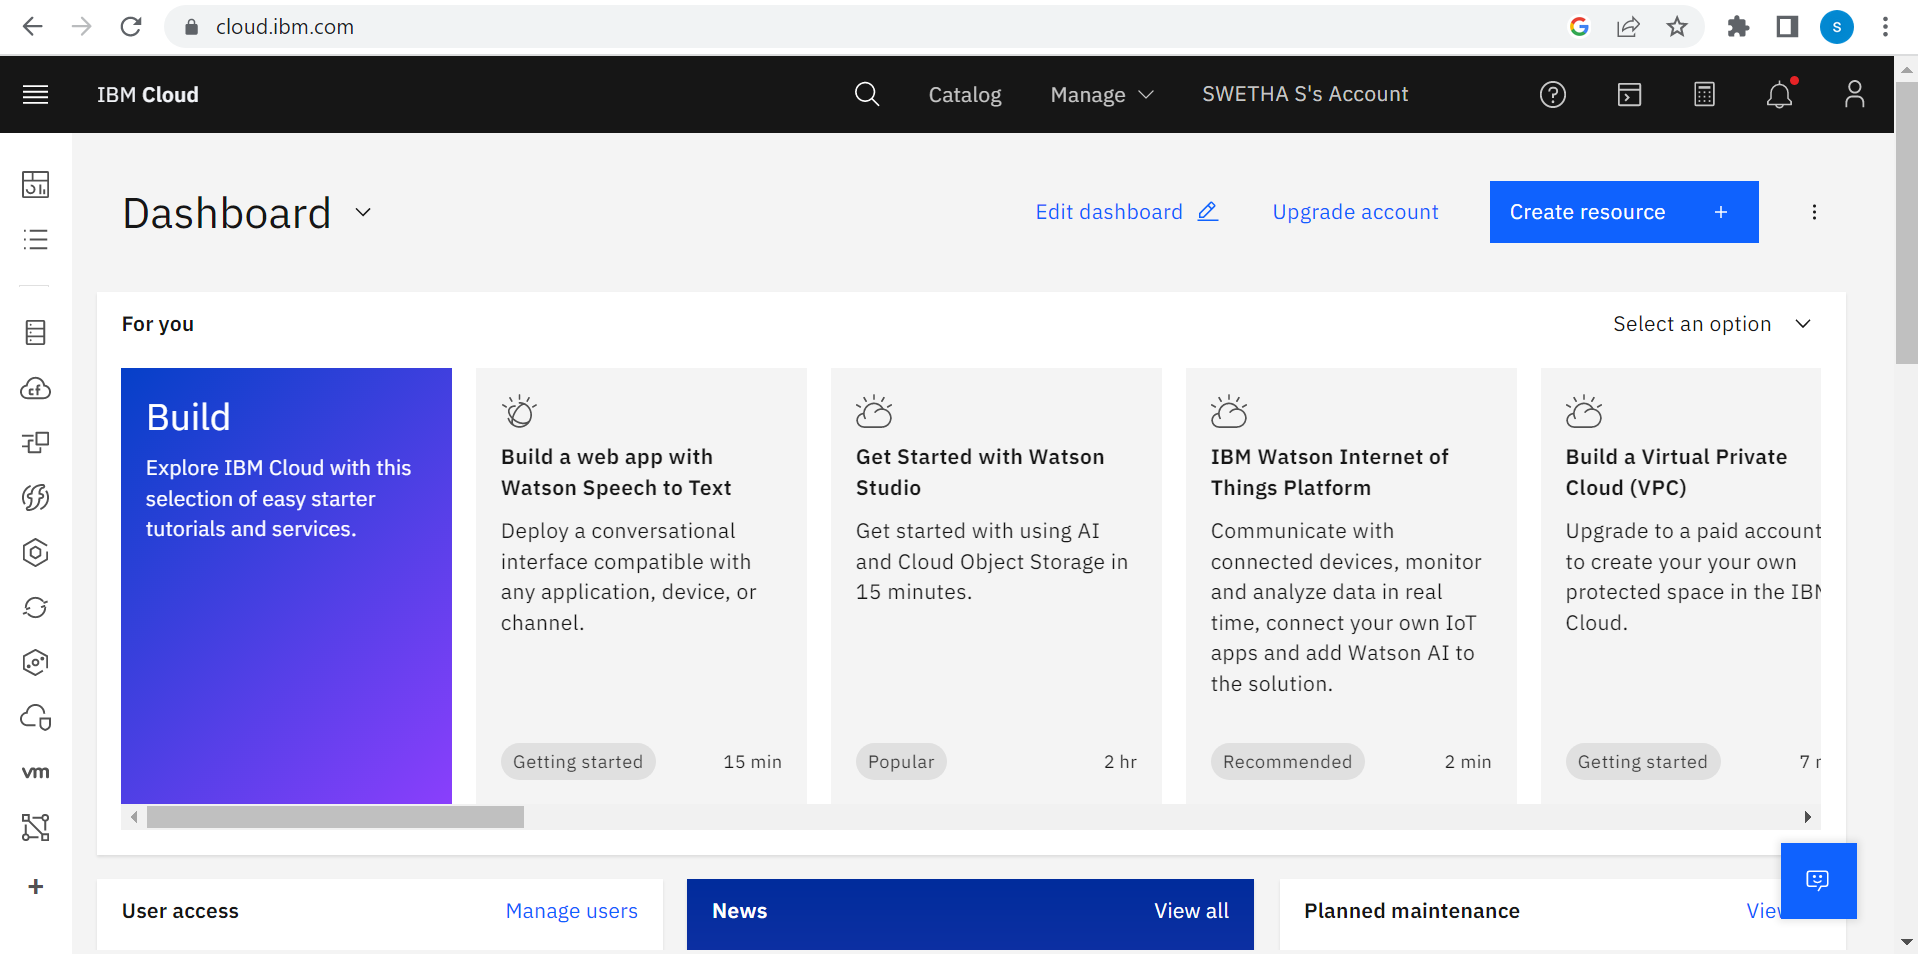 cloud.ibm.com
S
IBM Cloud
Catalog
Manage
SWETHA S's Account
Dashboard
Edit dashboard
Upgrade account
Create resource +
For you
Select an option
Build
Explore IBM Cloud with this
selection of easy starter
tutorials and services.
Build a web app with
Watson Speech to Text
Deploy a conversational
interface compatible with
any application, device, or
channel.
Getting started
15 min
Get Started with Watson
Studio
Get started with using AI
and Cloud Object Storage in
15 minutes.
Popular
2 hr
IBM Watson Internet of
Things Platform
Communicate with
connected devices, monitor
and analyze data in real
time, connect your own IoT
apps and add Watson AI to
the solution.
Recommended
2 min
Build a Virtual Private
Cloud (VPC)
Upgrade to a paid account
to create your your own
protected space in the IBM
Cloud.
Getting started
7
cf
vm
User access
Manage users
News
View all
Planned maintenance
View